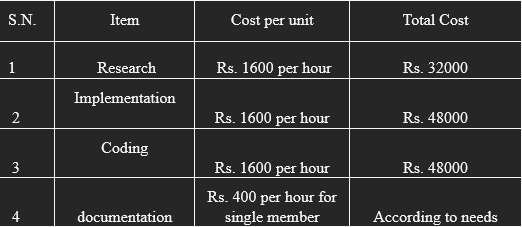 S.N. Item Cost per unit Total Cost
1 Research Rs. 1600 per hour Rs. 32000
Implementation
2 Rs. 1600 per hour Rs. 48000
Coding
3 Rs. 1600 per hour Rs. 48000
Rs. 400 per hour for
4 documentation single member According to needs